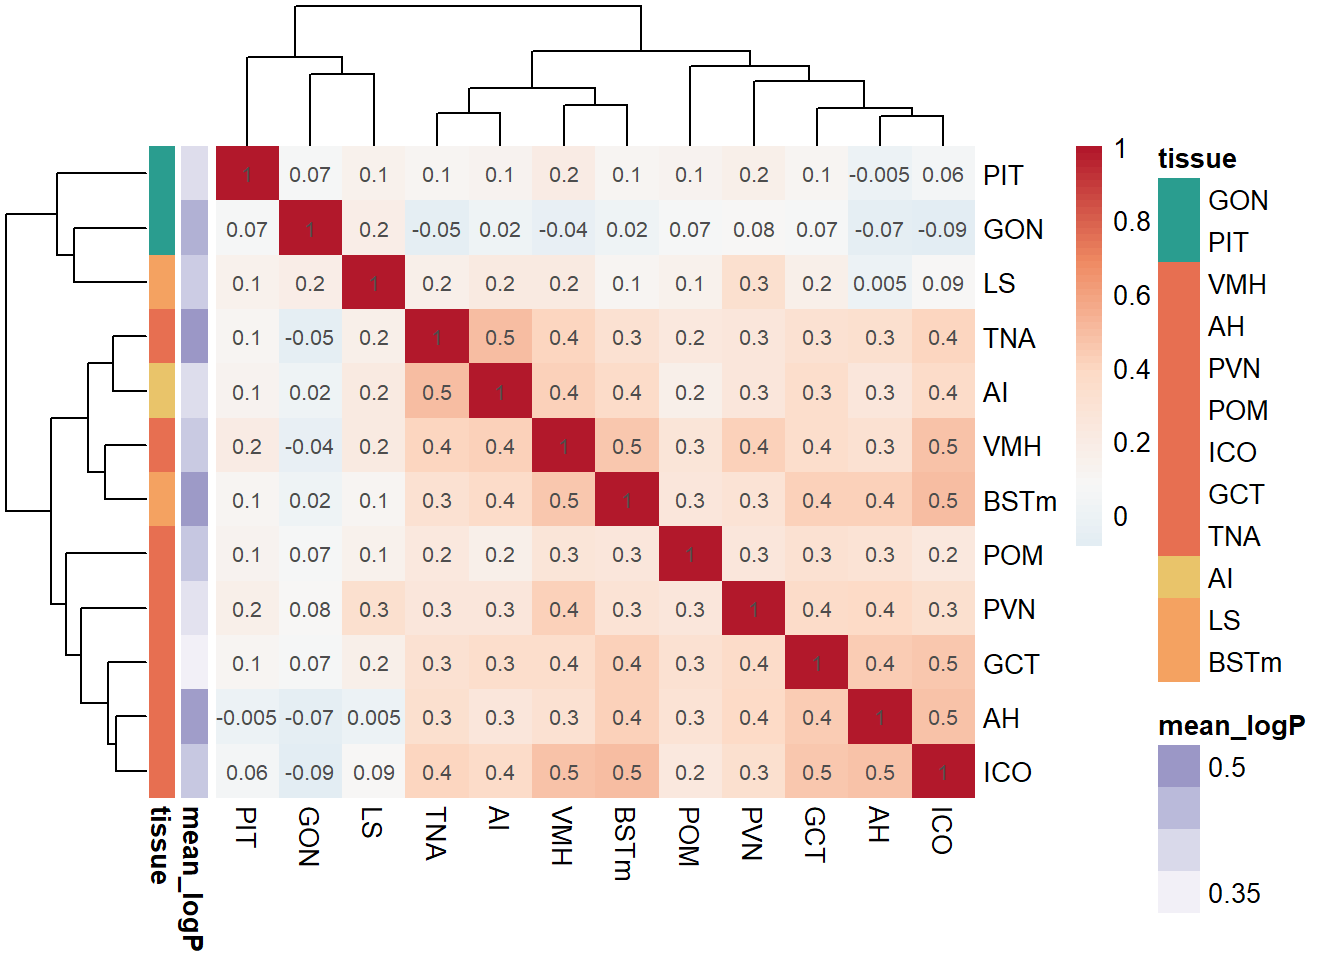 1 0.07 0.1 0.1 0.1 0.2 0.1 0.1 0.2 0.1 -0.005 0.06 PIT
0.07 1 0.2 -0.05 0.02 -0.04 0.02 0.07 0.08 0.07 -0.07 -0.09 GON
0.1 0.2 1 0.2 0.2 0.2 0.1 0.1 0.3 0.2 0.005 0.09 LS
0.1 -0.05 0.2 1 0.5 0.4 0.3 0.2 0.3 0.3 0.3 0.4 TNA
0.1 0.02 0.2 0.5 1 0.4 0.4 0.2 0.3 0.3 0.3 0.4 AI
0.2 -0.04 0.2 0.4 0.4 1 0.5 0.3 0.4 0.4 0.3 0.5 VMH
0.1 0.02 0.1 0.3 0.4 0.5 1 0.3 0.3 0.4 0.4 0.5 BSTm
0.1 0.07 0.1 0.2 0.2 0.3 0.3 1 0.3 0.3 0.3 0.2 POM
0.2 0.08 0.3 0.3 0.3 0.4 0.3 0.3 1 0.4 0.4 0.3 PVN
0.1 0.07 0.2 0.3 0.3 0.4 0.4 0.3 0.4 1 0.4 0.5 GCT
-0.005 -0.07 0.005 0.3 0.3 0.3 0.4 0.3 0.4 0.4 1 0.5 AH
0.06 -0.09 0.09 0.4 0.4 0.5 0.5 0.2 0.3 0.5 0.5 1 ICO
tissue mean_logP PIT GON LS TNA AI VMH BSTm POM PVN GCT AH ICO
1
0.8
0.6
0.4
0.2
0
tissue
GON
PIT
VMH
AH
PVN
POM
ICO
GCT
TNA
AI
LS
BSTm
mean_logP
0.5
0.35